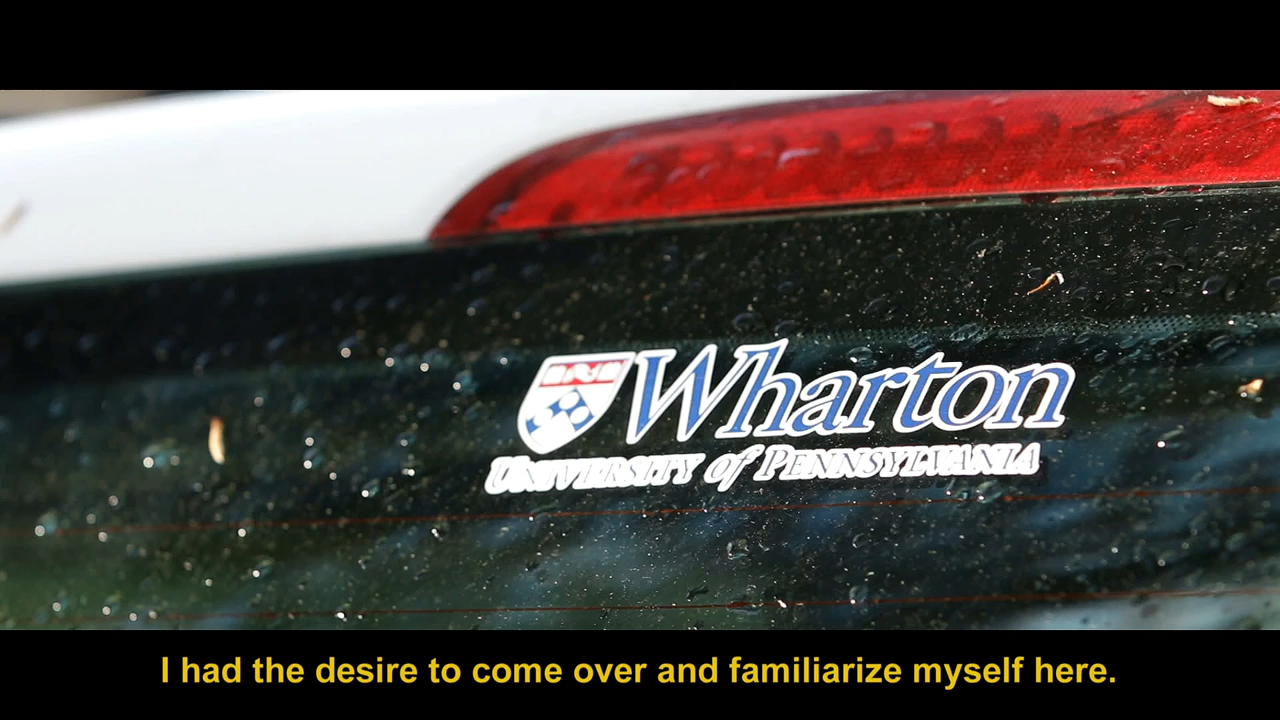 Wharton
UNIVERSITY of PENNSYLVANIA
I had the desire to come over and familiarize myself here.